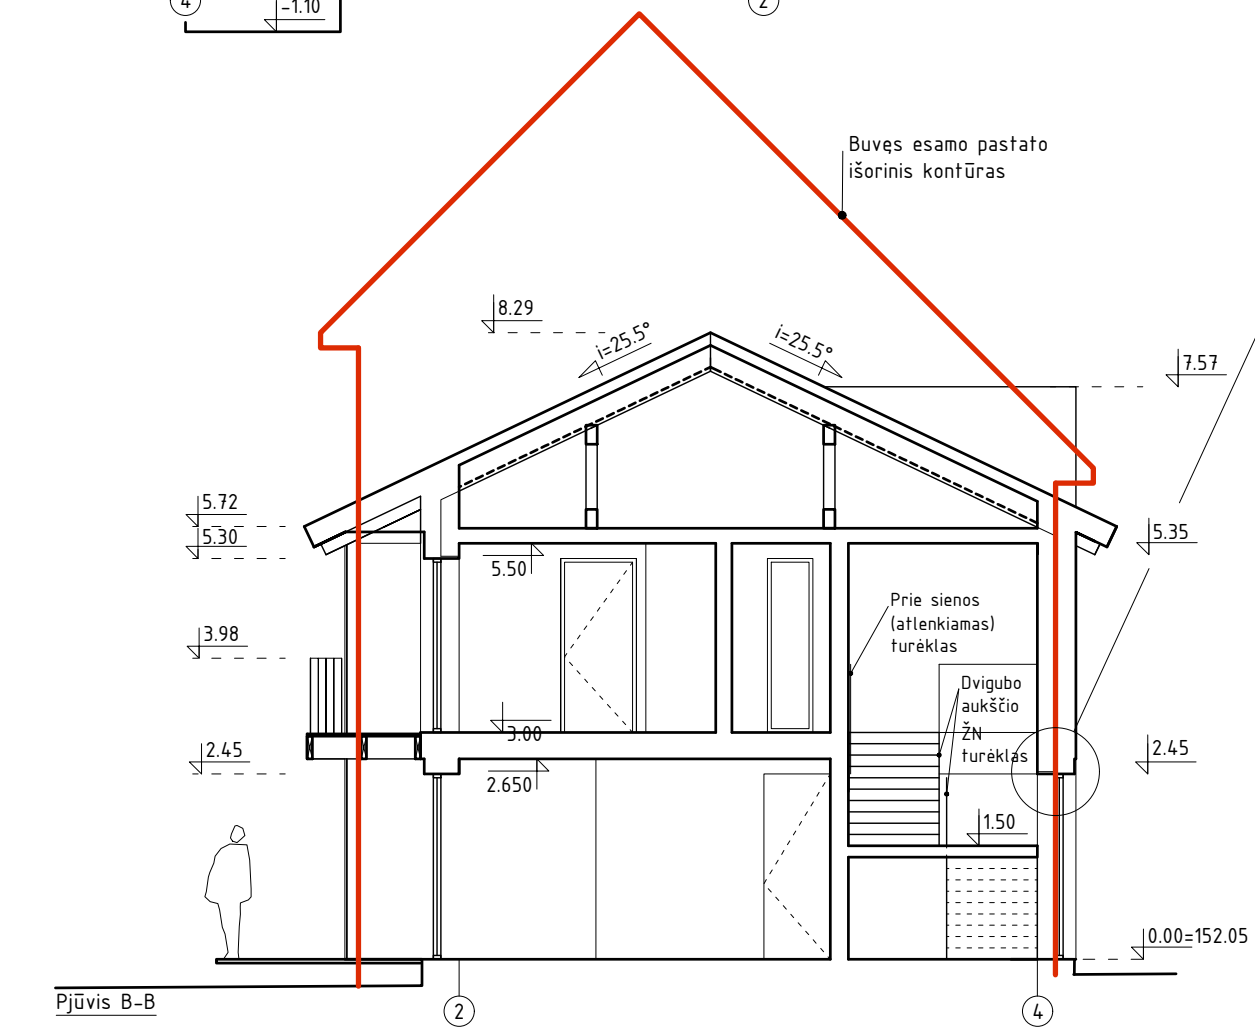 4
-1.10
2
Buvęs esamo pastato
išorinis kontūras
8.29
i=25.5°
i=25.5°
7.57
5.72
5.30
5.50
5.35
Prie sienos
(atlenkiamas)
turėklas
3.98
Dvigubo
aukščio
ŽN
turėklas
3.00
2.45
2.650
2.45
1.50
0.00=152.05
Pjūvis B-B
2
4